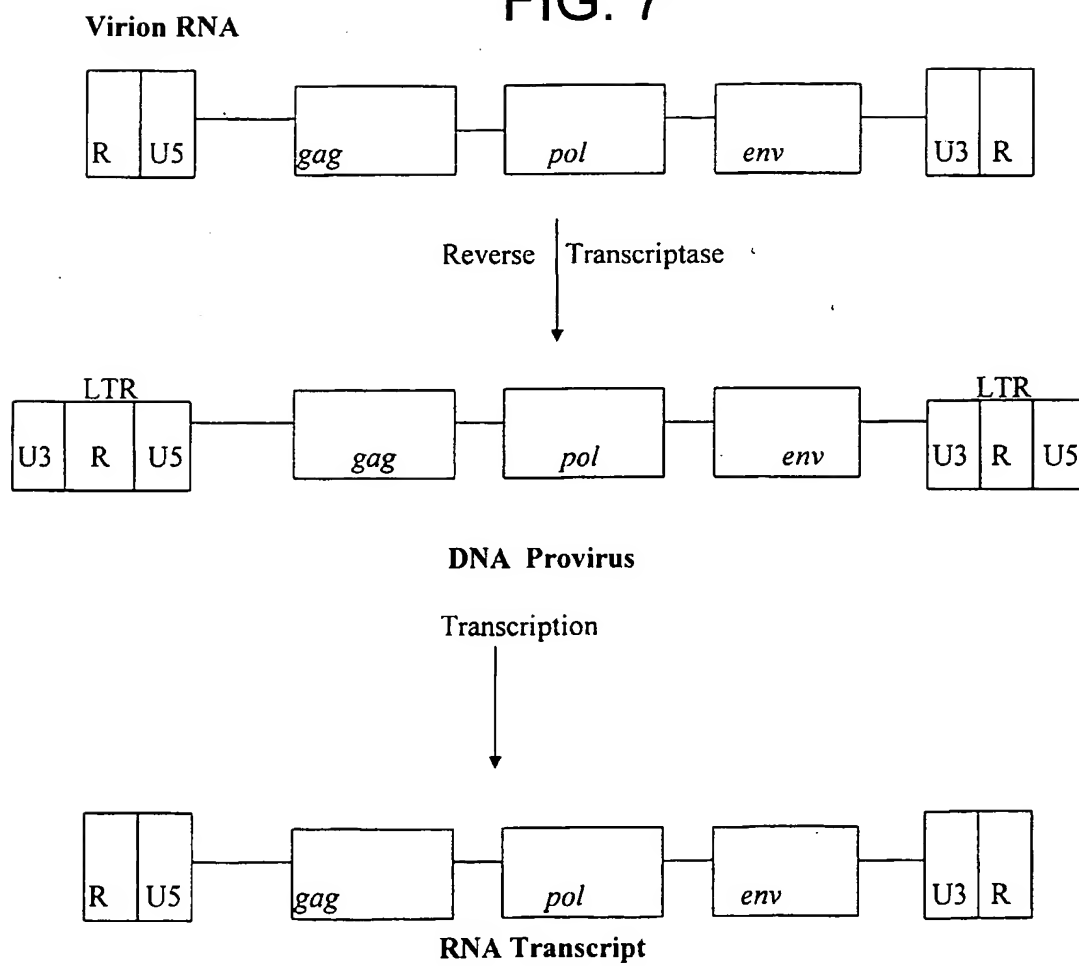 FIG. 7
Virion RNA
R U5 gag pol env U3 R
Reverse Transcriptase
LTR LTR
U3 R U5 gag pol env U3 R U5
DNA Provirus
Transcription
R U5 gag pol env U3 R
RNA Transcript